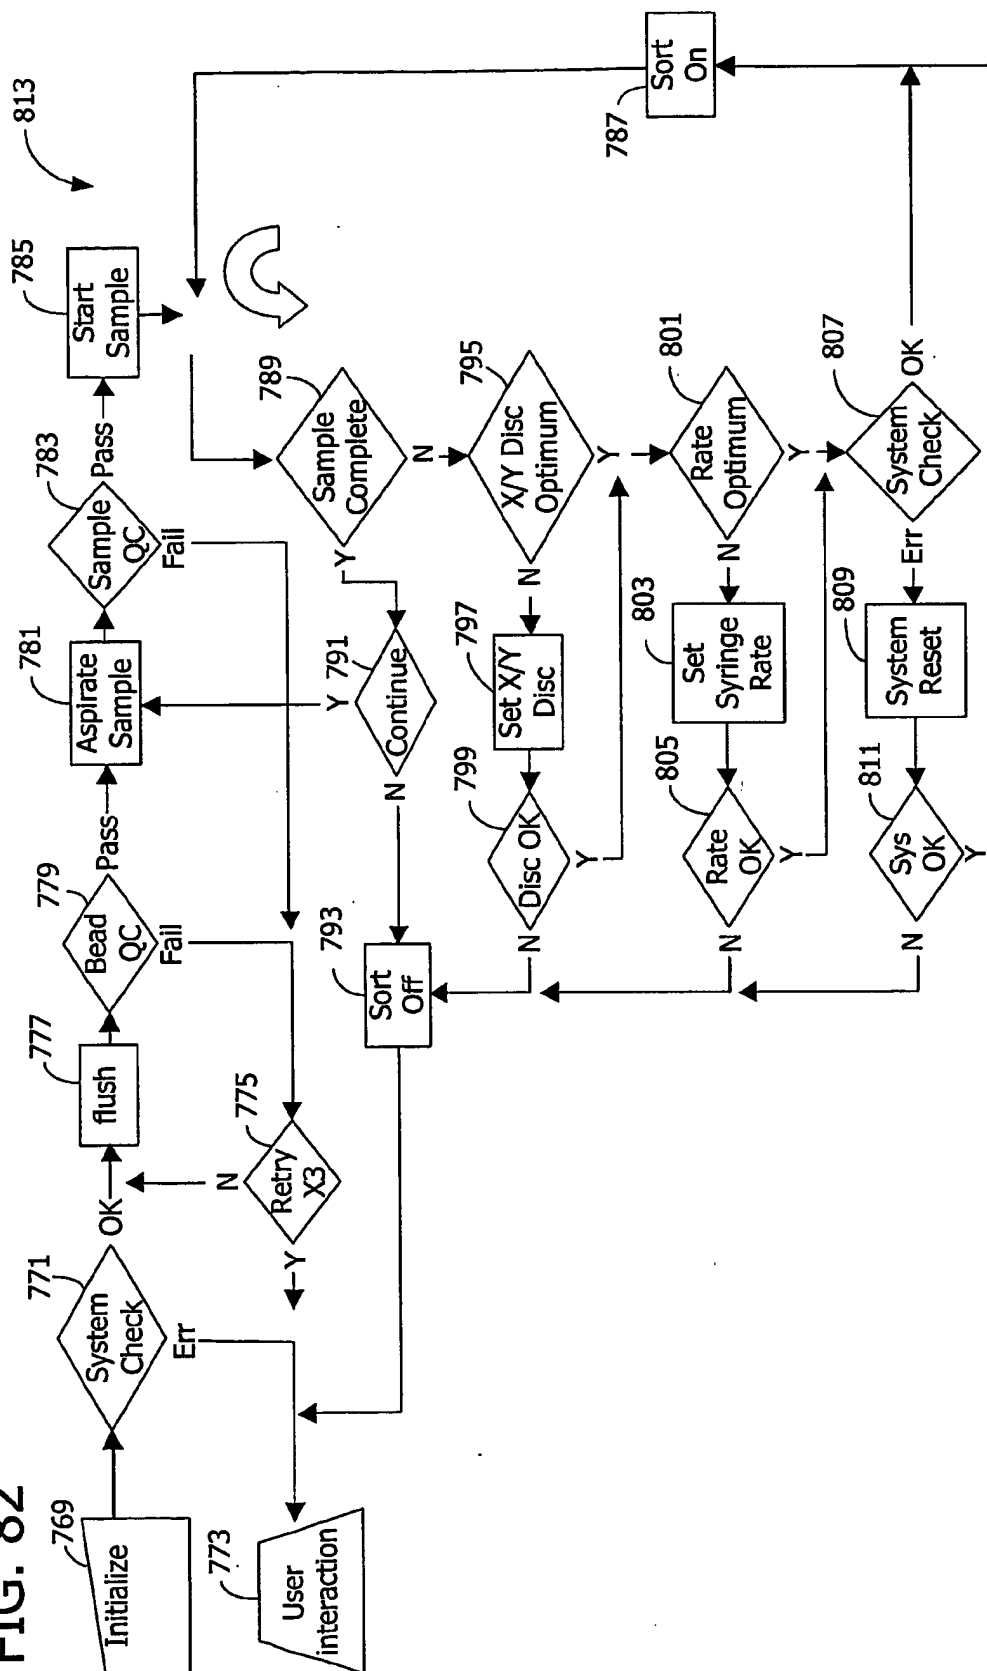 FIG. 82
769
Initialize
771
System
Check
OK
Err
777
flush
779
Bead
QC
Pass
Fail
781
Aspirate
Sample
783
Sample
QC
Pass
Fail
785
Start
Sample
813
773
User
interaction
775
Retry
X3
N
Y
789
Sample
Complete
Y
N
791
Continue
Y
N
793
Sort
Off
795
X/Y Disc
Optimum
N
Y
797
Set X/Y
Disc
799
Disc OK
N
Y
801
Rate
Optimum
N
Y
803
Set
Syringe
Rate
805
Rate
OK
N
Y
807
System
Check
OK
Err
809
System
Reset
811
Sys
OK
N
Y
787
Sort
On